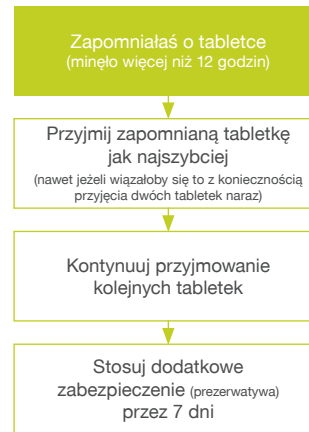 Zapomniałaś o tabletce
(minęło więcej niż 12 godzin)
Przyjmij zapomnianą tabletkę
jak najszybciej
(nawet jeżeli wiązałoby się to z koniecznością
przyjęcia dwóch tabletek naraz)
Kontynuuj przyjmowanie
kolejnych tabletek
Stosuj dodatkowe
zabezpieczenie (prezerwatywa)
przez 7 dni